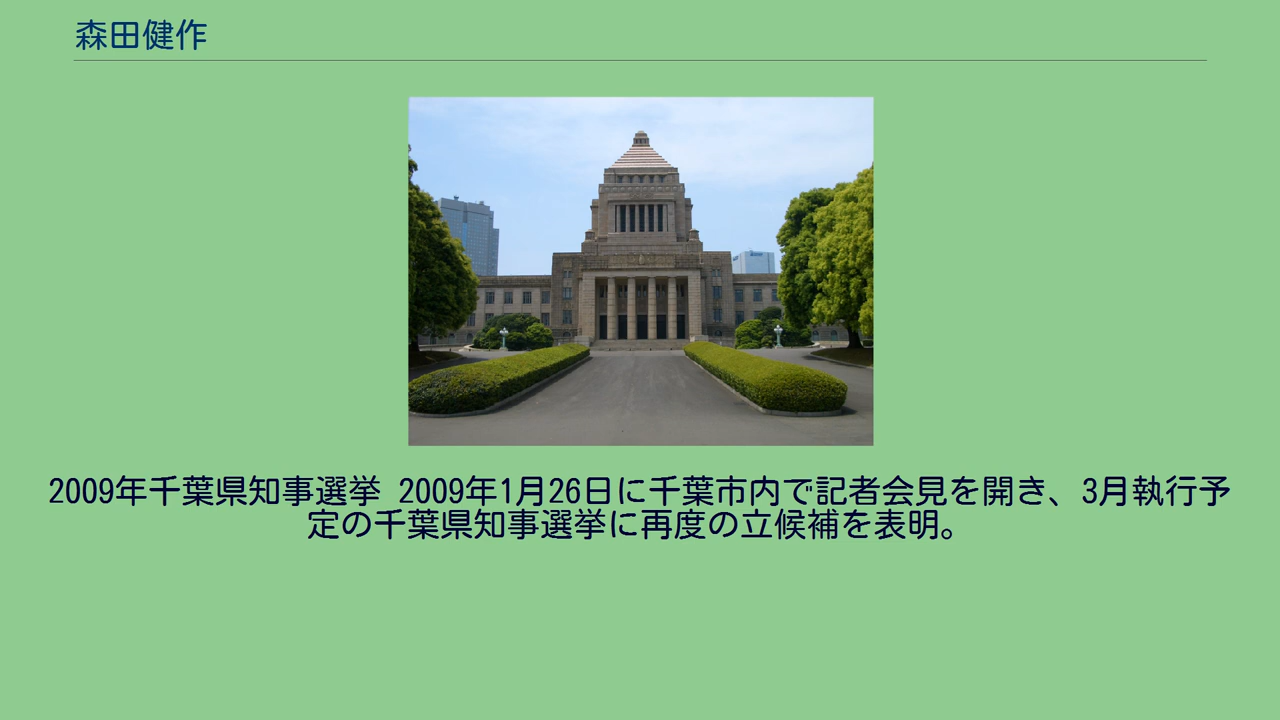 森田健作
2009年千葉県知事選挙 2009年1月26日に千葉市内で記者会見を開き、3月執行予
定の千葉県知事選挙に再度の立候補を表明。